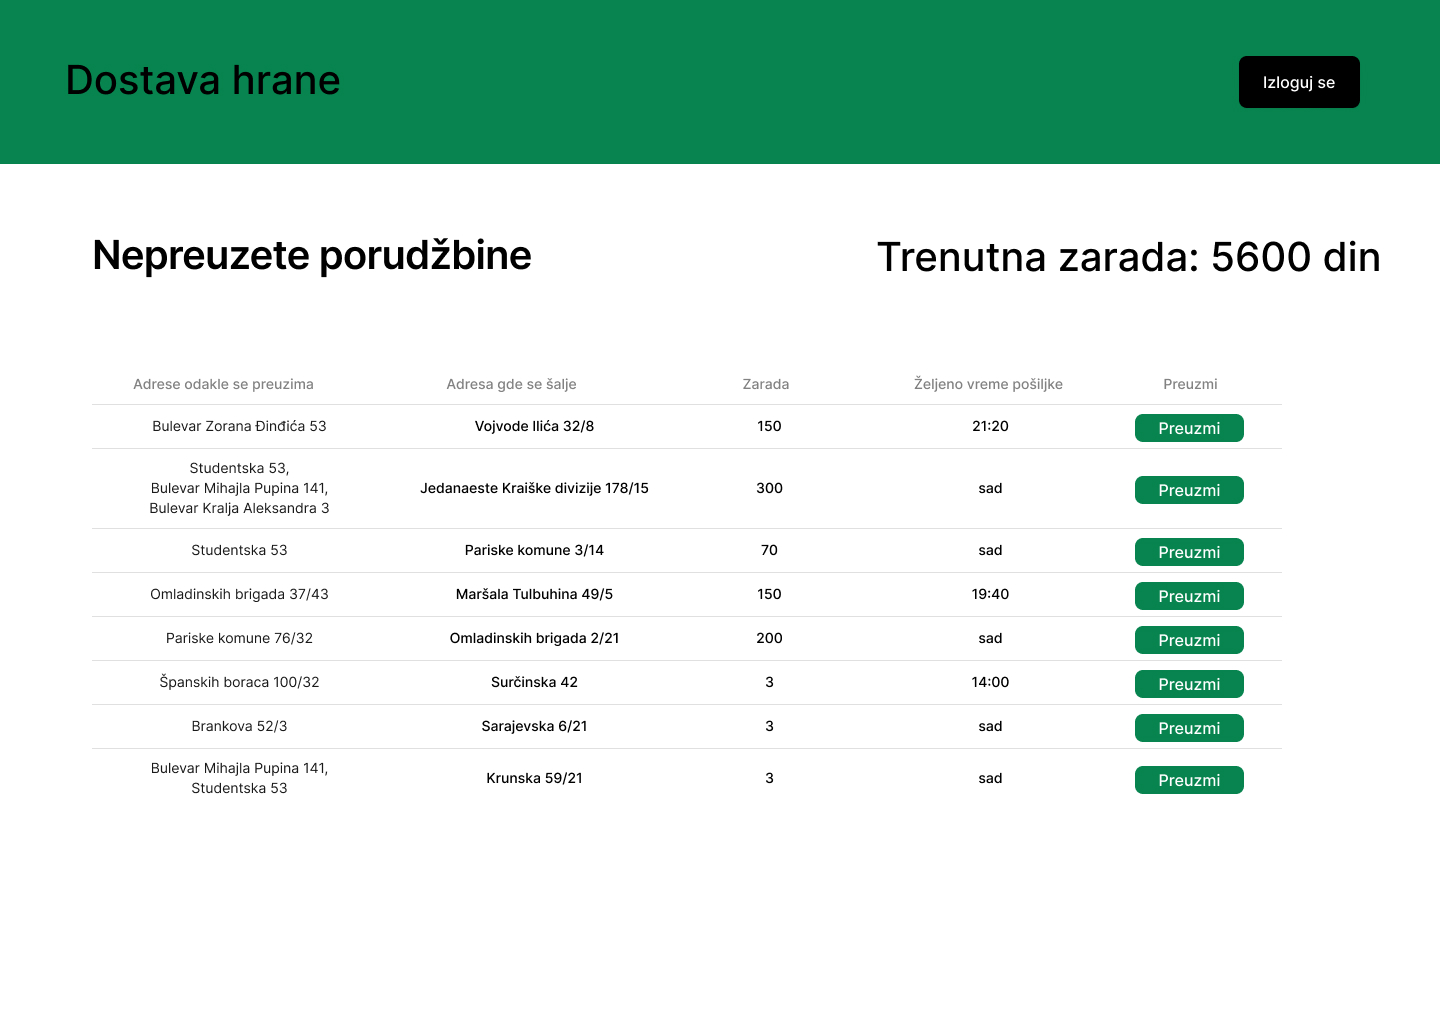 Dostava hrane
Izloguj se
Nepreuzete porudžbine
Trenutna zarada: 5600 din
Adrese odakle se preuzima
Adresa gde se šalje
Zarada
Željeno vreme pošiljke
Preuzmi
Bulevar Zorana Đinđića 53
Vojvode Ilića 32/8
150
21:20
Preuzmi
Studentska 53,
Bulevar Mihajla Pupina 141,
Bulevar Kralja Aleksandra 3
Jedanaeste Kraiške divizije 178/15
300
sad
Preuzmi
Studentska 53
Pariske komune 3/14
70
sad
Preuzmi
Omladinskih brigada 37/43
Maršala Tulbuhina 49/5
150
19:40
Preuzmi
Pariske komune 76/32
Omladinskih brigada 2/21
200
sad
Preuzmi
Španskih boraca 100/32
Surčinska 42
3
14:00
Preuzmi
Brankova 52/3
Sarajevska 6/21
3
sad
Preuzmi
Bulevar Mihajla Pupina 141,
Studentska 53
Krunska 59/21
3
sad
Preuzmi